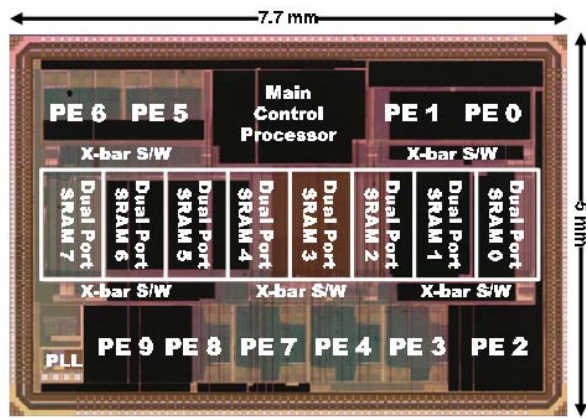 7.7 mm
PE 6 PE 5
Main
Control
Processor
PE 1 PE 0
X-bar S/W
X-bar S/W
Dual Port
SRAM 7
Dual Port
SRAM 6
Dual Port
SRAM 5
Dual Port
SRAM 4
Dual Port
SRAM 3
Dual Port
SRAM 2
Dual Port
SRAM 1
Dual Port
SRAM 0
X-bar S/W
X-bar S/W
X-bar S/W
PE 9 PE 8 PE 7 PE 4 PE 3 PE 2
PLL
mm